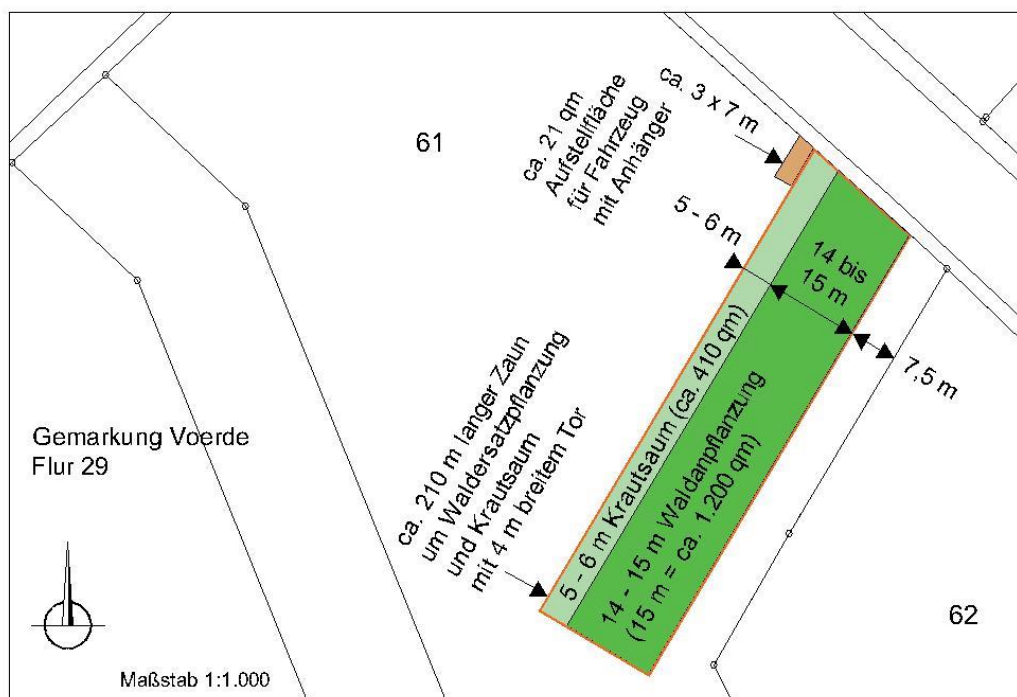 61
ca. 3 x 7 m
ca. 21 qm
Aufstellfläche
für Fahrzeug
mit Anhänger
5 - 6 m
14 bis
15 m
7,5 m
ca. 210 m langer Zaun
um Waldersatzpflanzung
und Krautsaum
mit 4 m breitem Tor
5 - 6 m Krautsaum (ca. 410 qm)
14 - 15 m Waldanpflanzung
(15 m = ca. 1.200 qm)
Gemarkung Voerde
Flur 29
62
Maßstab 1:1.000